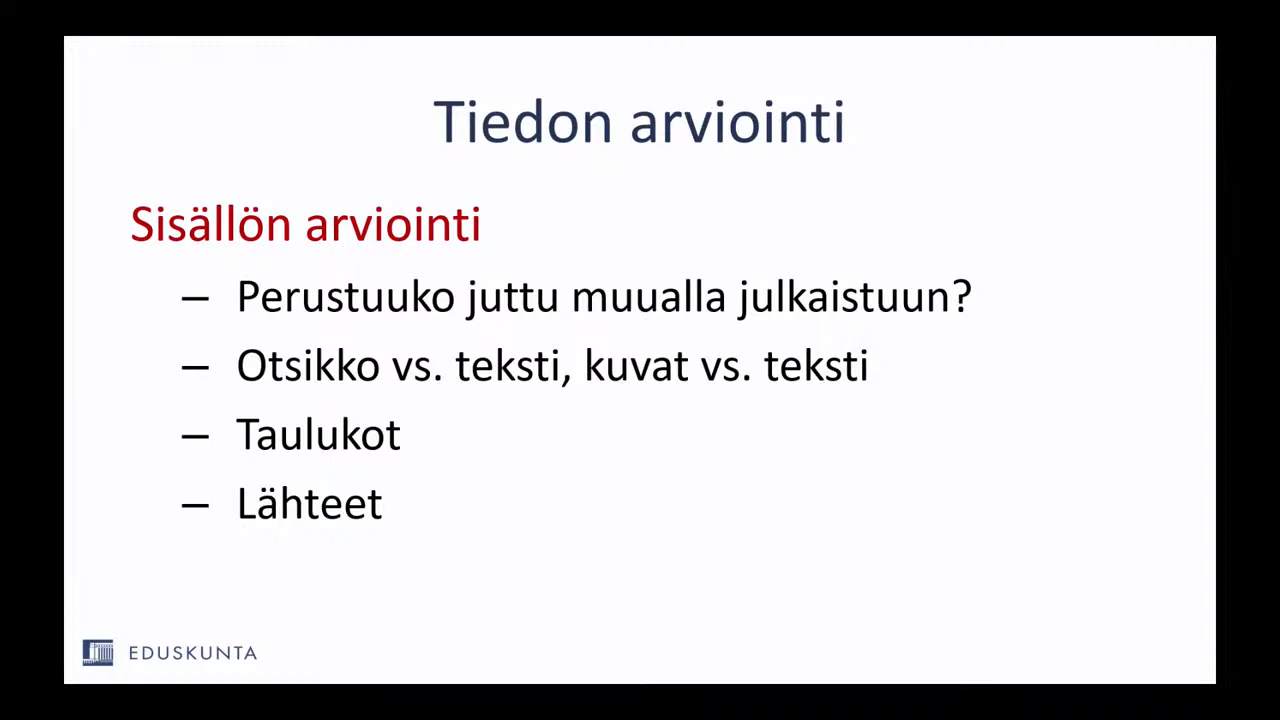 Tiedon arviointi
Sisällön arviointi
– Perustuuko juttu muualla julkaistuun?
– Otsikko vs. teksti, kuvat vs. teksti
– Taulukot
– Lähteet
EDUSKUNTA